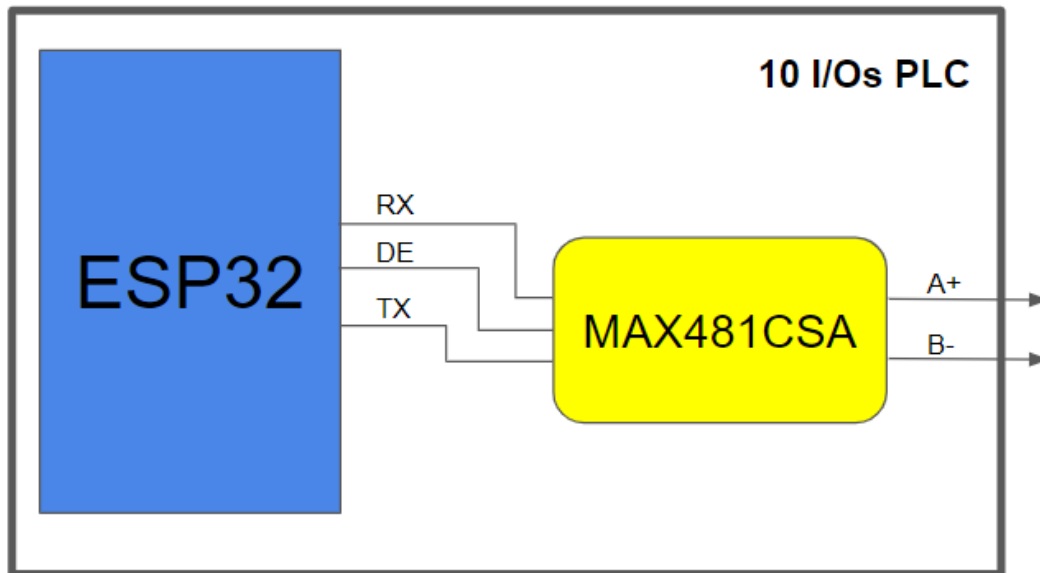 10 I/Os PLC
ESP32
RX
DE
TX
MAX481CSA
A+
B-